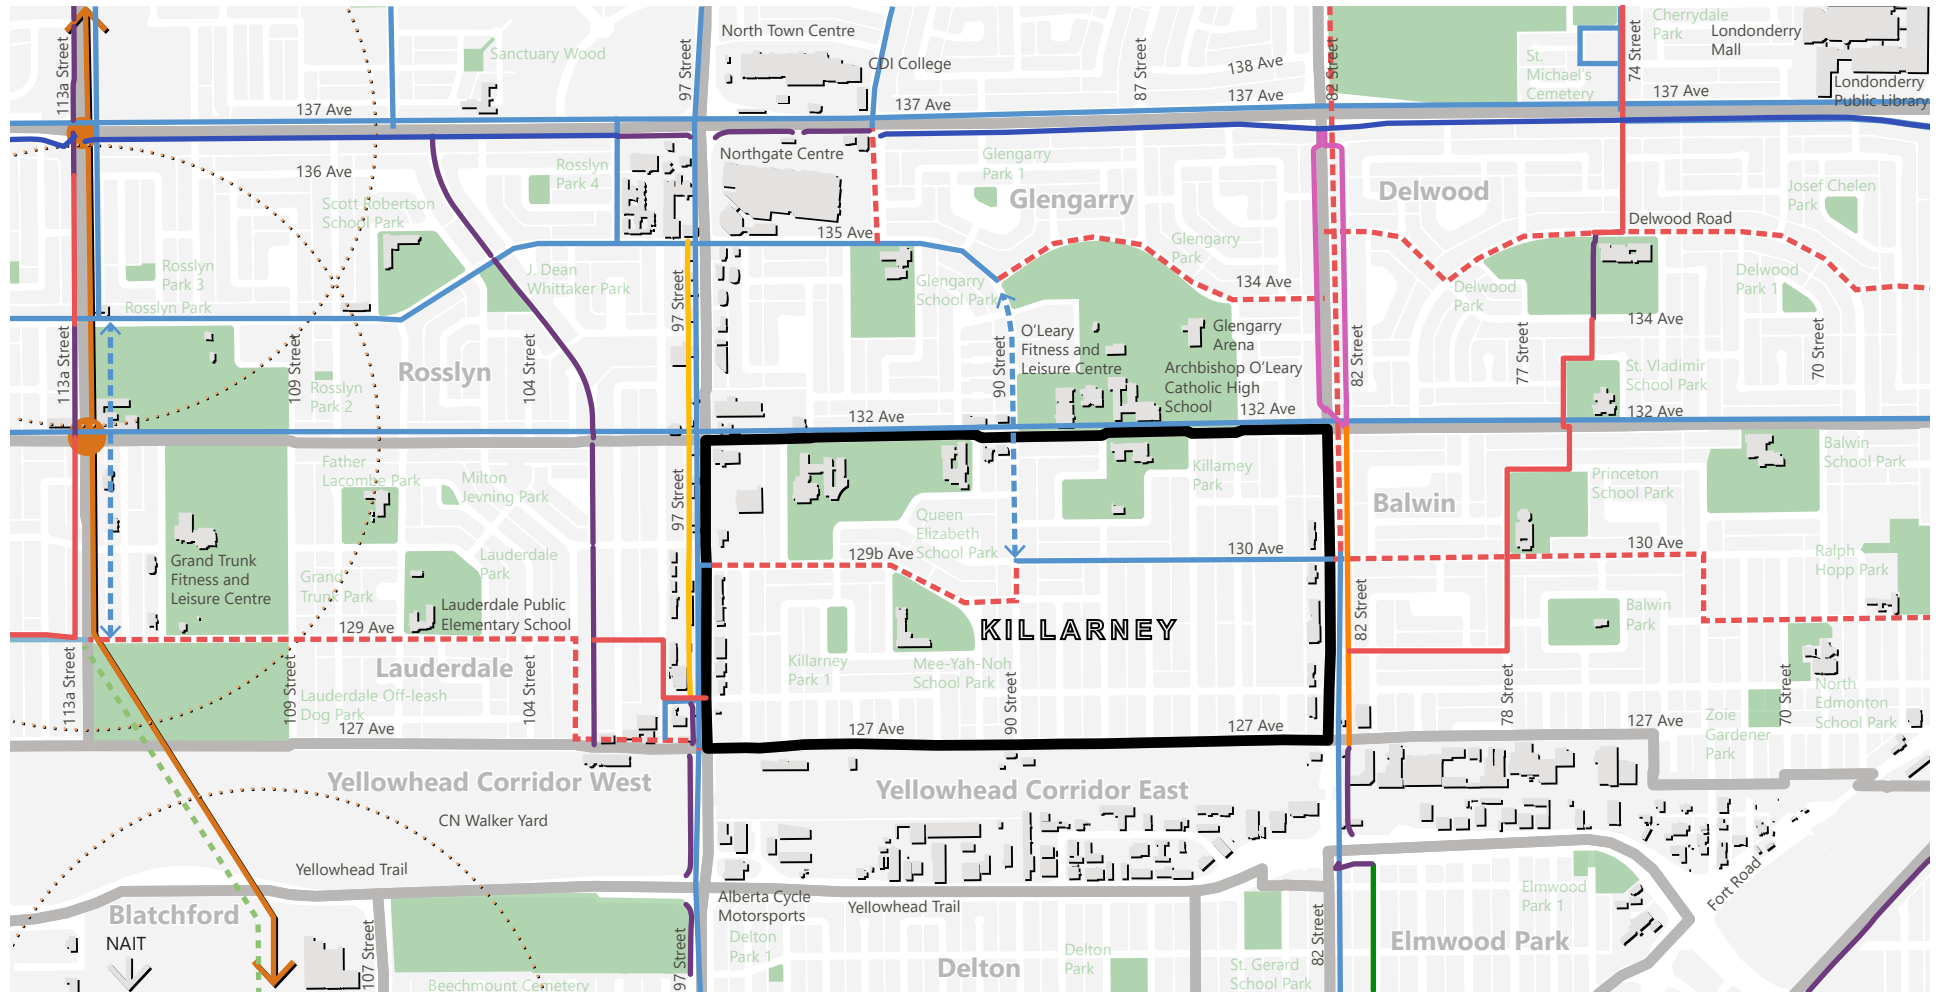 113a Street
Sanctuary Wood
97 Street
North Town Centre
CDI College
87 Street
138 Ave
82 Street
St.
Michael's
Cemetery
74 Street
Cherrydale
Park
Londonderry
Mall
Londonderry
Public Library
137 Ave
137 Ave
137 Ave
137 Ave
136 Ave
Scott Robertson
School Park
Rosslyn
Park 4
Northgate Centre
Glengarry
Park 1
Glengarry
Delwood
Josef Chelen
Park
Delwood Road
135 Ave
Rosslyn
Park 3
Rosslyn Park
J. Dean
Whittaker Park
97 Street
Glengarry
School Park
Glengarry
Park
134 Ave
Delwood
Park
Delwood
Park 1
134 Ave
113a Street
109 Street
Rosslyn
Park 2
Rosslyn
104 Street
90 Street
O'Leary
Fitness and
Leisure Centre
Glengarry
Arena
Archbishop O'Leary
Catholic High
School
82 Street
77 Street
St. Vladimir
School Park
70 Street
132 Ave
132 Ave
132 Ave
Father
Lacombe Park
Milton
Jevning Park
97 Street
Killarney
Park
Balwin
Princeton
School Park
Balwin
School Park
Queen
Elizabeth
School Park
129b Ave
130 Ave
130 Ave
Ralph
Hopp Park
Grand Trunk
Fitness and
Leisure Centre
Grand
Trunk Park
Lauderdale
Park
Lauderdale Public
Elementary School
129 Ave
KILLARNEY
82 Street
Balwin
Park
113a Street
109 Street
Lauderdale
Lauderdale Off-leash
Dog Park
104 Street
Killarney
Park 1
Mee-Yah-Noh
School Park
90 Street
78 Street
70 Street
North
Edmonton
School Park
Zoie
Gardener
Park
127 Ave
127 Ave
127 Ave
127 Ave
Yellowhead Corridor West
Yellowhead Corridor East
CN Walker Yard
Yellowhead Trail
Yellowhead Trail
Blatchford
NAIT
107 Street
Beechmount Cemetery
97 Street
Alberta Cycle
Motorsports
Delton
Park 1
Delton
Delton
Park
St. Gerard
School Park
82 Street
Elmwood Park
Elmwood
Park 1
Fort Road